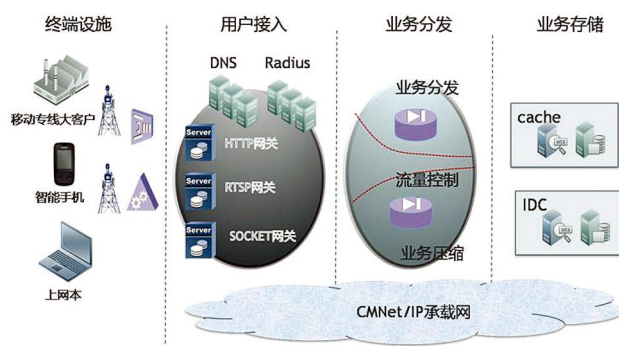 终端设施
用户接入
业务分发
业务存储
DNS
Radius
移动专线大客户
智能手机
上网本
Server
HTTP网关
Server
RTSP网关
Server
SOCKET网关
业务分发
流量控制
业务压缩
cache
IDC
CMNet/IP承载网